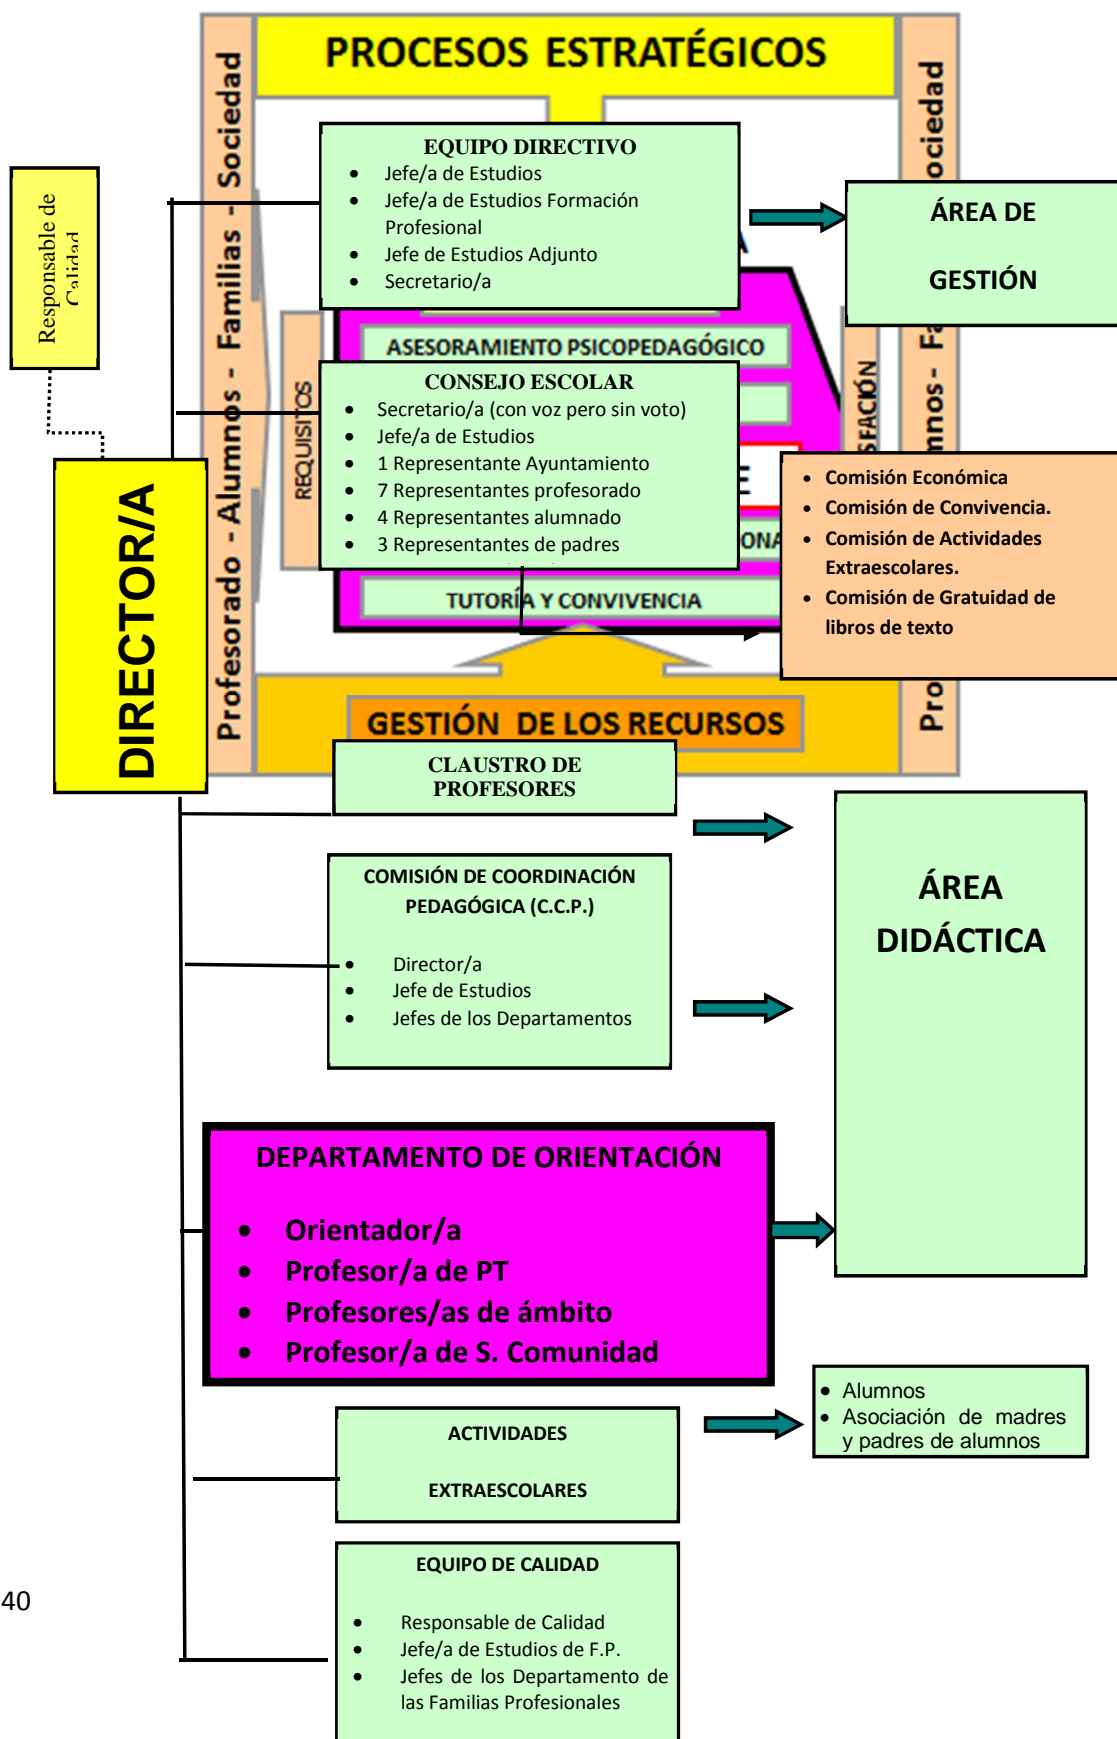 PROCESOS ESTRATÉGICOS
Profesorado - Alumnos - Familias - Sociedad
Responsable de
Calidad
EQUIPO DIRECTIVO
• Jefe/a de Estudios
• Jefe/a de Estudios Formación
Profesional
• Jefe de Estudios Adjunto
• Secretario/a
ÁREA DE
GESTIÓN
A
ASESORAMIENTO PSICOPEDAGÓGICO
REQUISITOS
CONSEJO ESCOLAR
• Secretario/a (con voz pero sin voto)
• Jefe/a de Estudios
• 1 Representante Ayuntamiento
• 7 Representantes profesorado
• 4 Representantes alumnado
• 3 Representantes de padres
SFACIÓN
ociedad
mnos- Fa
Pro
E
ONA
• Comisión Económica
• Comisión de Convivencia.
• Comisión de Actividades
Extraescolares.
• Comisión de Gratuidad de
libros de texto
TUTORÍA Y CONVIVENCIA
DIRECTOR/A
GESTIÓN DE LOS RECURSOS
CLAUSTRO DE
PROFESORES
COMISIÓN DE COORDINACIÓN
PEDAGÓGICA (C.C.P.)
• Director/a
• Jefe de Estudios
• Jefes de los Departamentos
ÁREA
DIDÁCTICA
DEPARTAMENTO DE ORIENTACIÓN
• Orientador/a
• Profesor/a de PT
• Profesores/as de ámbito
• Profesor/a de S. Comunidad
• Alumnos
• Asociación de madres
y padres de alumnos
ACTIVIDADES
EXTRAESCOLARES
EQUIPO DE CALIDAD
• Responsable de Calidad
• Jefe/a de Estudios de F.P.
• Jefes de los Departamento de
las Familias Profesionales
40